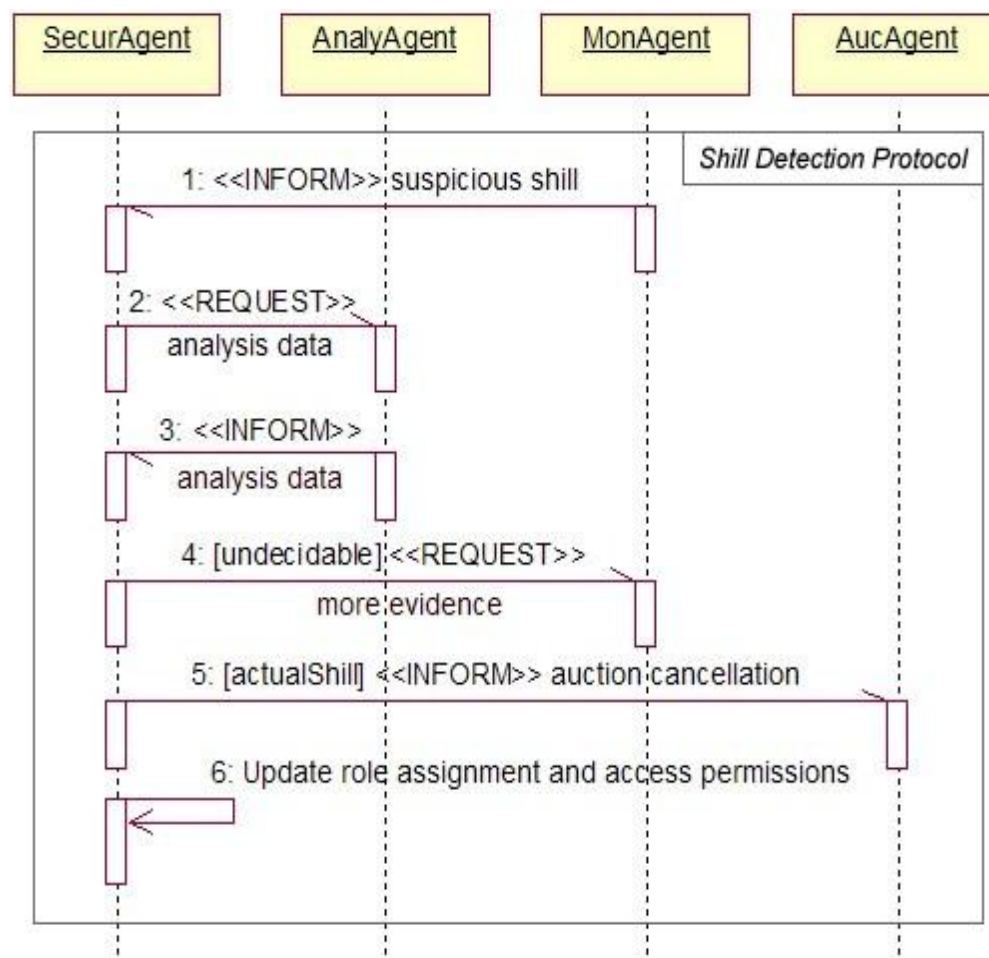 SecurAgent
AnalyAgent
MonAgent
AucAgent
Shill Detection Protocol
1: <<INFORM>> suspicious shill
2: <<REQUEST>>
analysis data
3: <<INFORM>>
analysis data
4: [undecidable] <<REQUEST>>
more evidence
5: [actualShill] <<INFORM>> auction cancellation
6: Update role assignment and access permissions